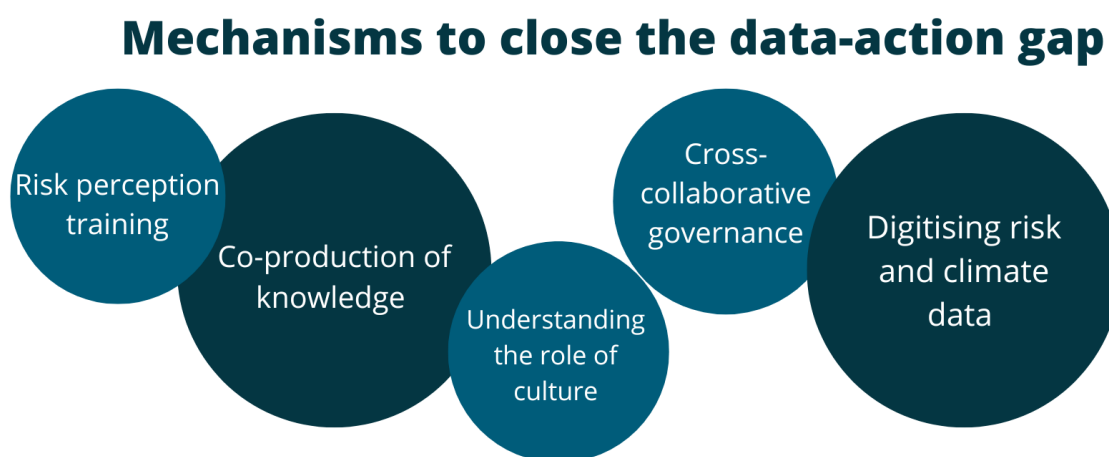 Mechanisms to close the data-action gap
Risk perception
training
Co-production of
knowledge
Understanding
the role of
culture
Cross-
collaborative
governance
Digitising risk
and climate
data